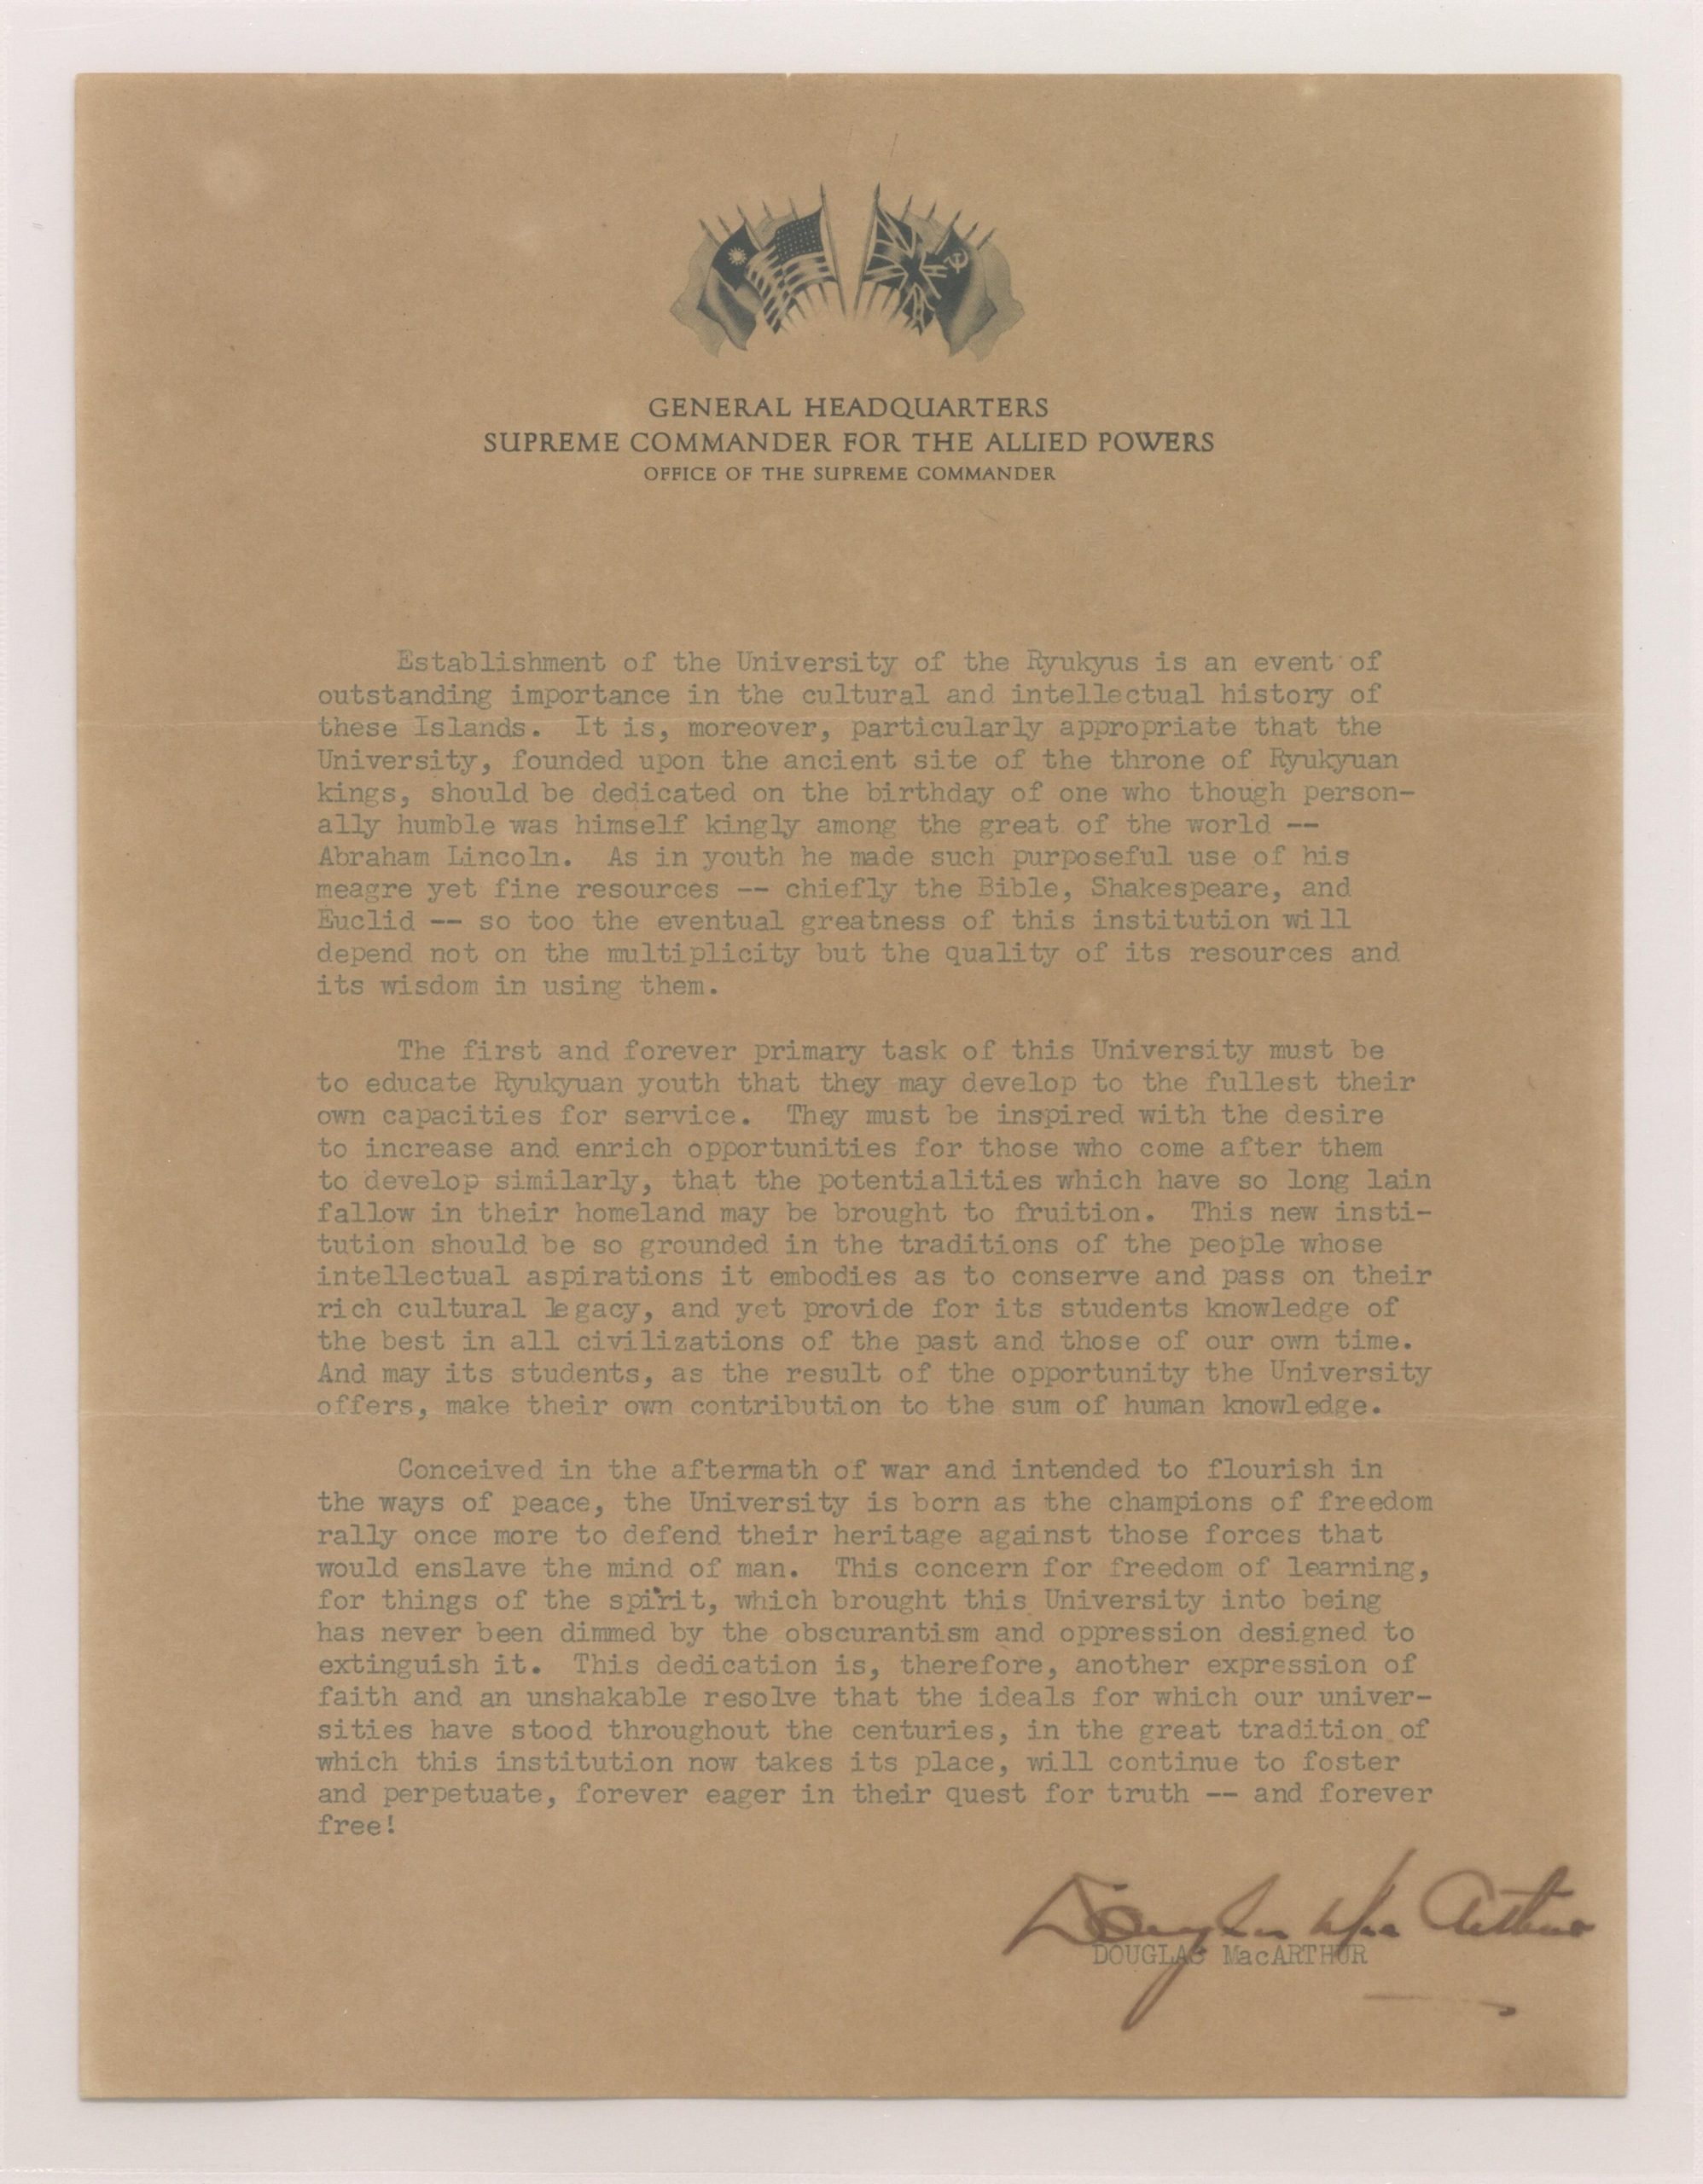 GENERAL HEADQUARTERS
SUPREME COMMANDER FOR THE ALLIED POWERS
OFFICE OF THE SUPREME COMMANDER
Establishment of the University of the Ryukyus is an event of
outstanding importance in the cultural and intellectual history of
these Islands. It is, moreover, particularly appropriate that the
University, founded upon the ancient site of the throne of Ryukyuan
kings, should be dedicated on the birthday of one who though person-
ally humble was himself kingly among the great of the world --
Abraham Lincoln. As in youth he made such purposeful use of his
meagre yet fine resources -- chiefly the Bible, Shakespeare, and
Euclid -- so too the eventual greatness of this institution will
depend not on the multiplicity but the quality of its resources and
its wisdom in using them.
The first and forever primary task of this University must be
to educate Ryukyuan youth that they may develop to the fullest their
own capacities for service. They must be inspired with the desire
to increase and enrich opportunities for those who come after them
to develop similarly, that the potentialities which have so long lain
fallow in their homeland may be brought to fruition. This new insti-
tution should be so grounded in the traditions of the people whose
intellectual aspirations it embodies as to conserve and pass on their
rich cultural legacy, and yet provide for its students knowledge of
the best in all civilizations of the past and those of our own time.
And may its students, as the result of the opportunity the University
offers, make their own contribution to the sum of human knowledge.
Conceived in the aftermath of war and intended to flourish in
the ways of peace, the University is born as the champions of freedom
rally once more to defend their heritage against those forces that
would enslave the mind of man. This concern for freedom of learning,
for things of the spirit, which brought this University into being
has never been dimmed by the obscurantism and oppression designed to
extinguish it. This dedication is, therefore, another expression of
faith and an unshakable resolve that the ideals for which our univer-
sities have stood throughout the centuries, in the great tradition of
which this institution now takes its place, will continue to foster
and perpetuate, forever eager in their quest for truth -- and forever
free!
Douglas MacArthur
DOUGLAS MacARTHUR